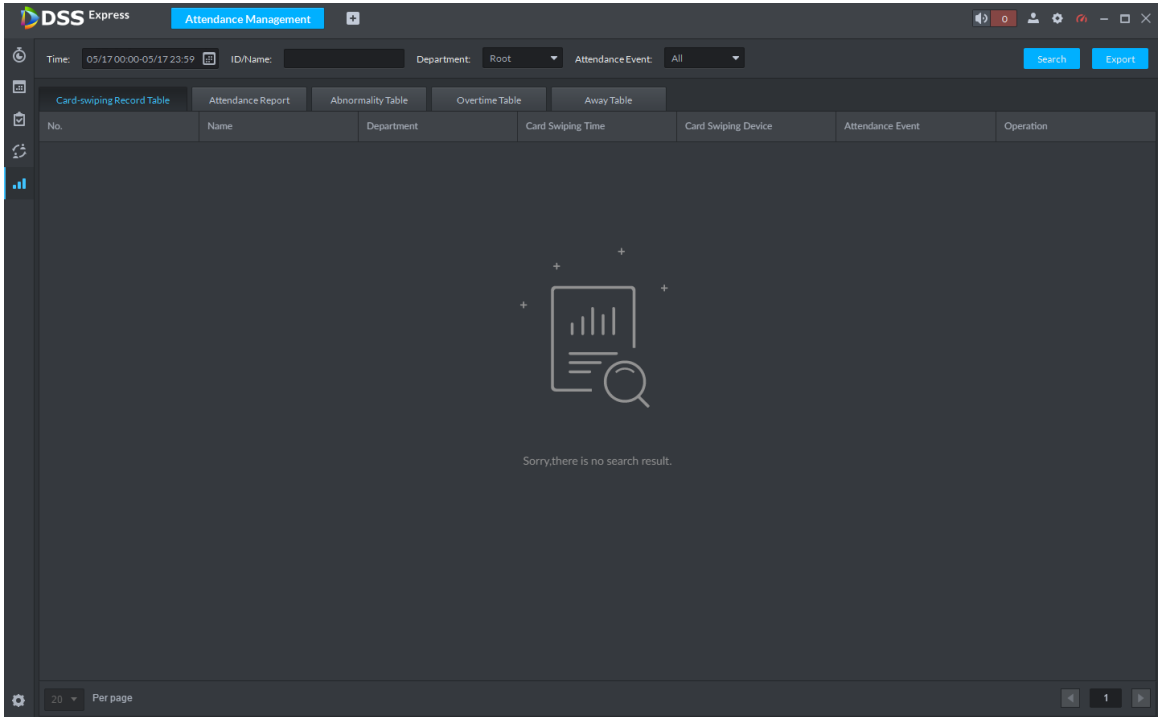 DSS Express Attendance Management 0
Time: 05/17 00:00-05/17 23:59 ID/Name: Department: Root Attendance Event: All Search Export
Card-swiping Record Table Attendance Report Abnormality Table Overtime Table Away Table
No. Name Department Card Swiping Time Card Swiping Device Attendance Event Operation
Sorry,there is no search result.
20 Per page 1